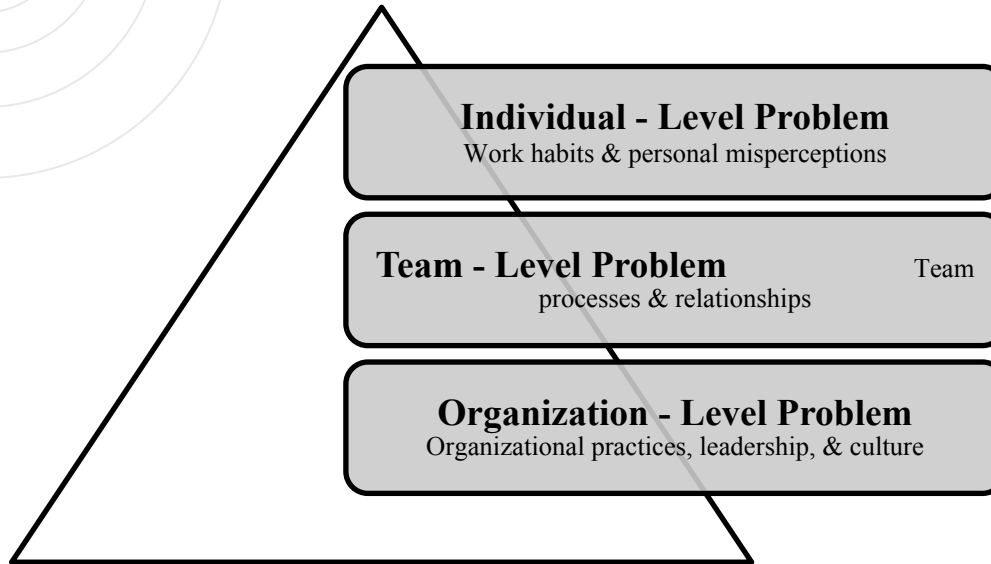 Individual - Level Problem
Work habits & personal misperceptions
Team - Level Problem Team
processes & relationships
Organization - Level Problem
Organizational practices, leadership, & culture